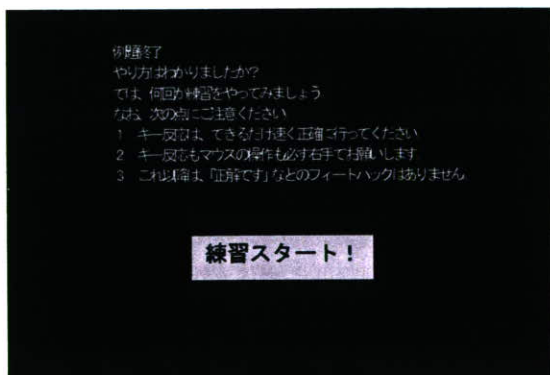 例題終了
やり方はわかりましたか?
では、何回か練習をやってみましょう
なお、次の点にご注意ください
1 キー反応は、できるだけ速く正確に行ってください
2 キー反応もマウスの操作も必ず右手でお願いします
3 これ以降は、「正解です」などのフィードバックはありません
練習スタート!